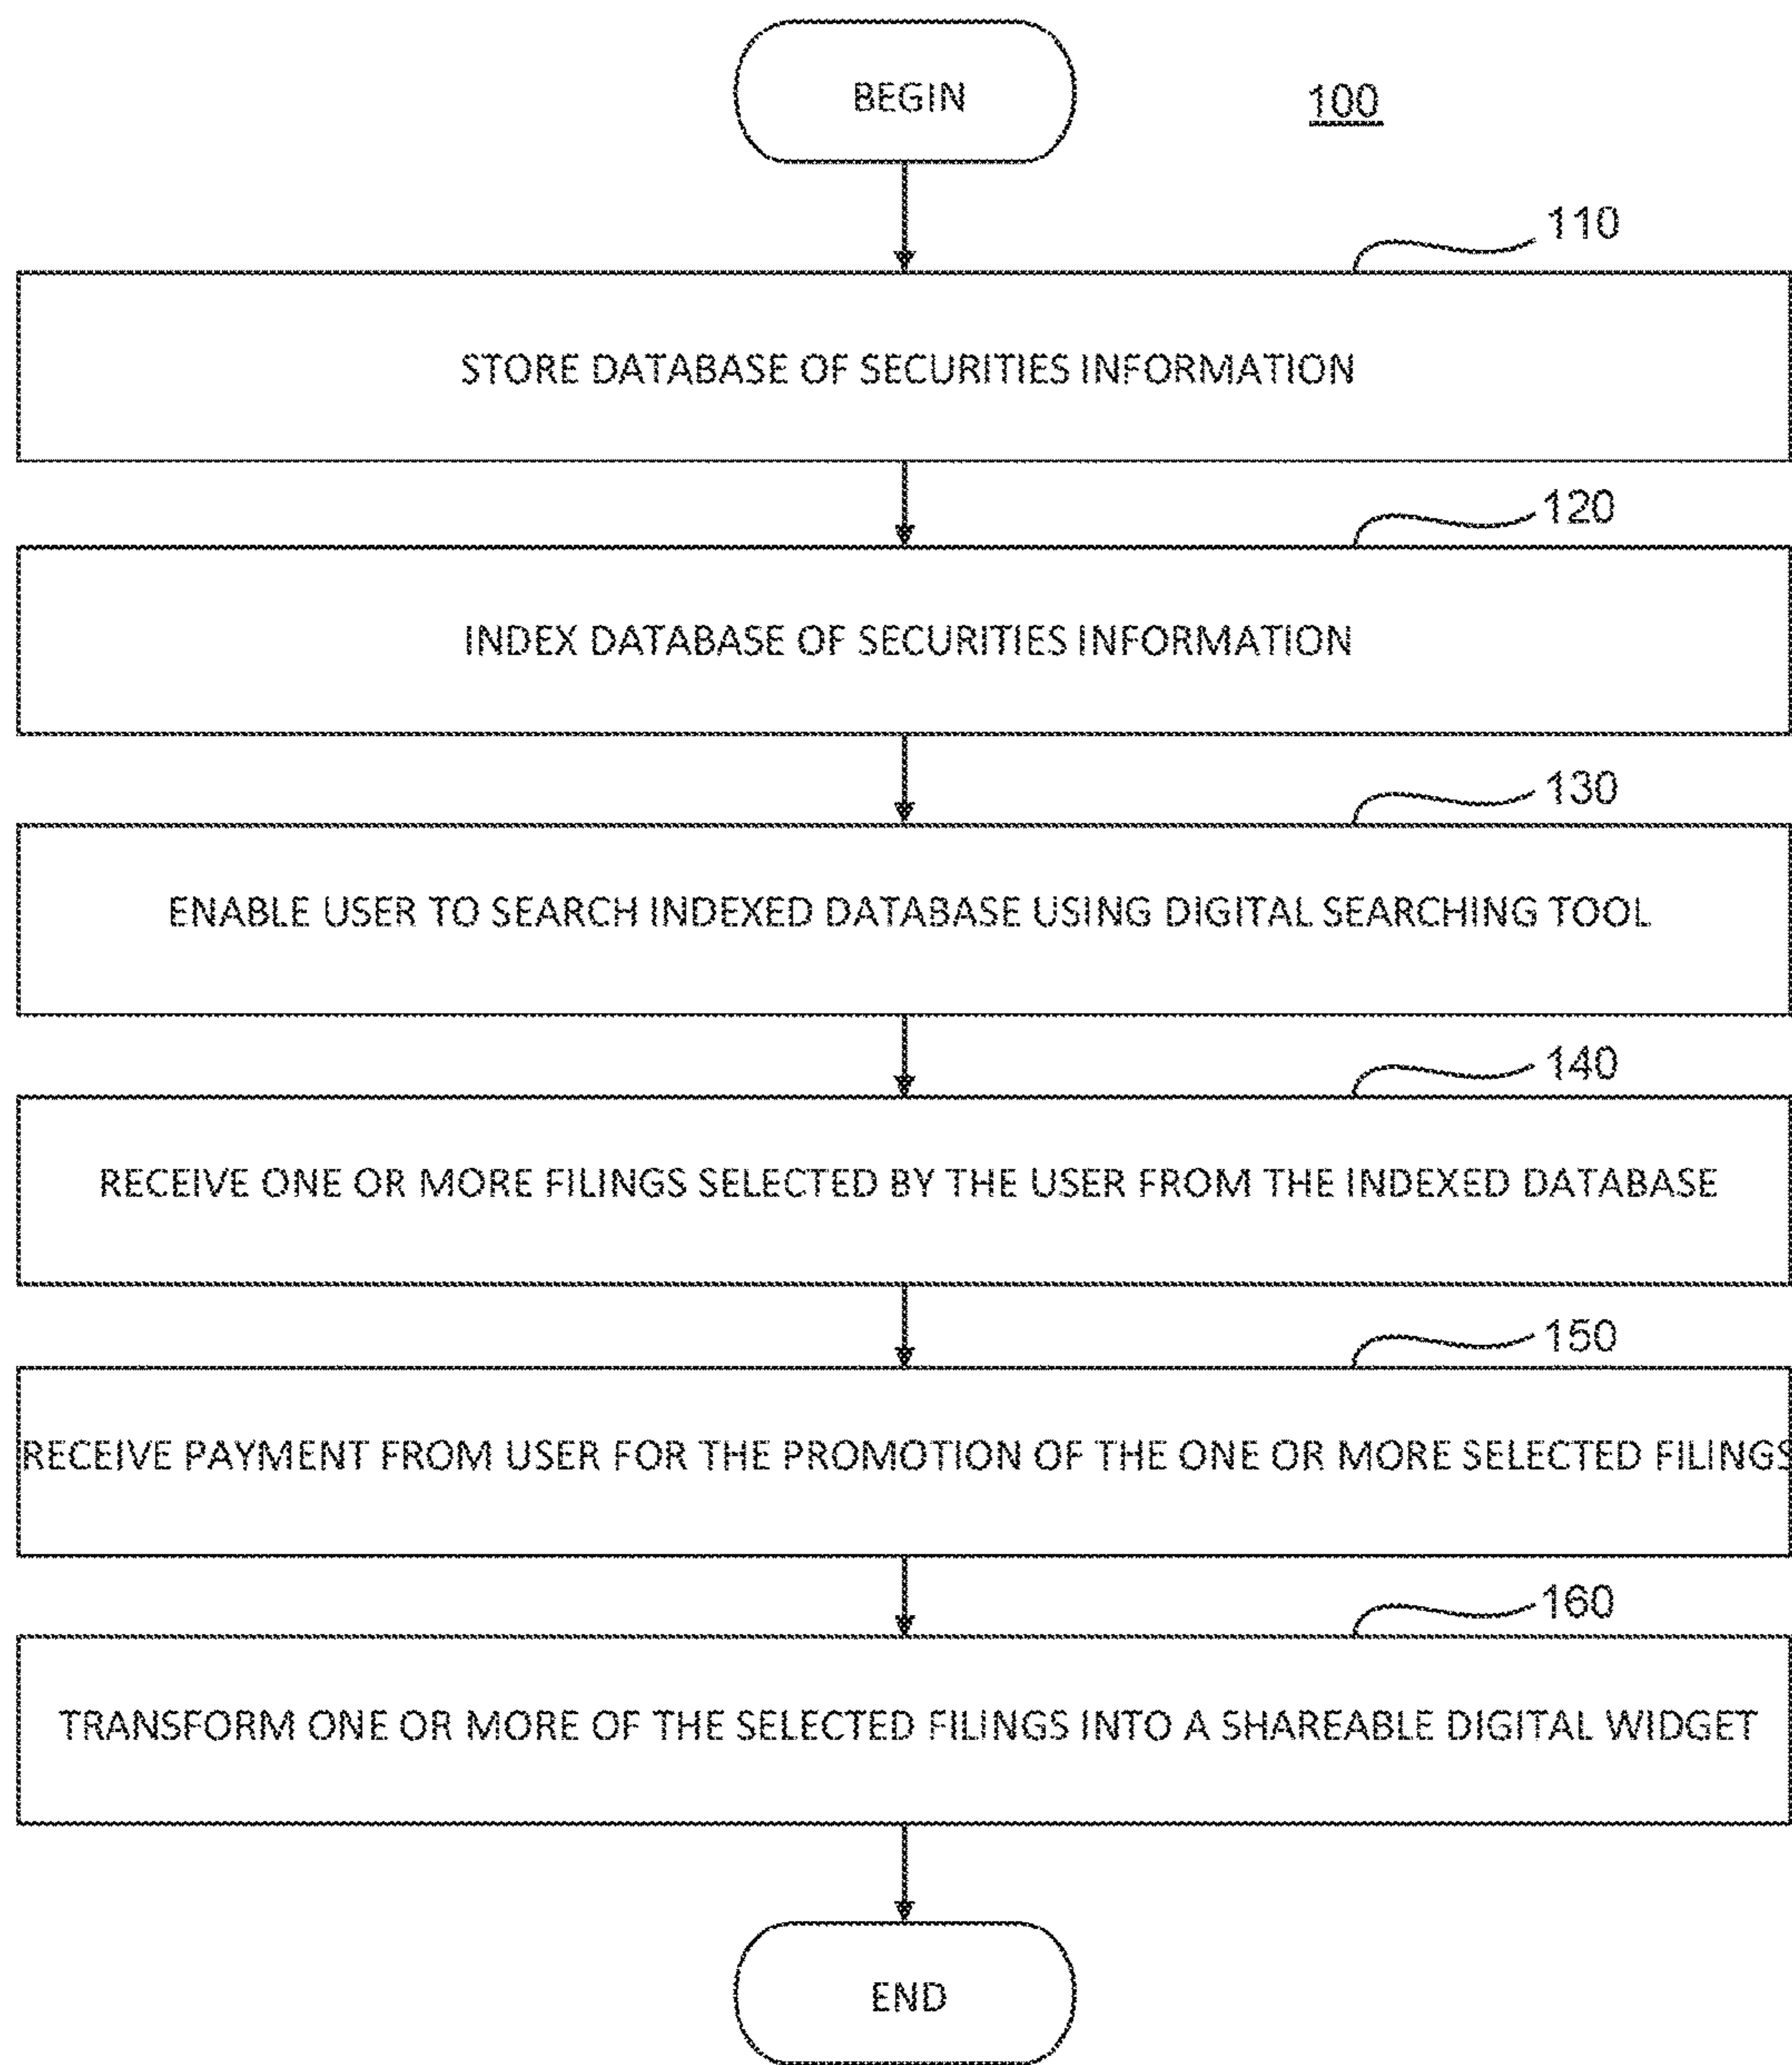 BEGIN
100
110
STORE DATABASE OF SECURITIES INFORMATION
120
INDEX DATABASE OF SECURITIES INFORMATION
130
ENABLE USER TO SEARCH INDEXED DATABASE USING DIGITAL SEARCHING TOOL
140
RECEIVE ONE OR MORE FILINGS SELECTED BY THE USER FROM THE INDEXED DATABASE
150
RECEIVE PAYMENT FROM USER FOR THE PROMOTION OF THE ONE OR MORE SELECTED FILINGS
160
TRANSFORM ONE OR MORE OF THE SELECTED FILINGS INTO A SHAREABLE DIGITAL WIDGET
END